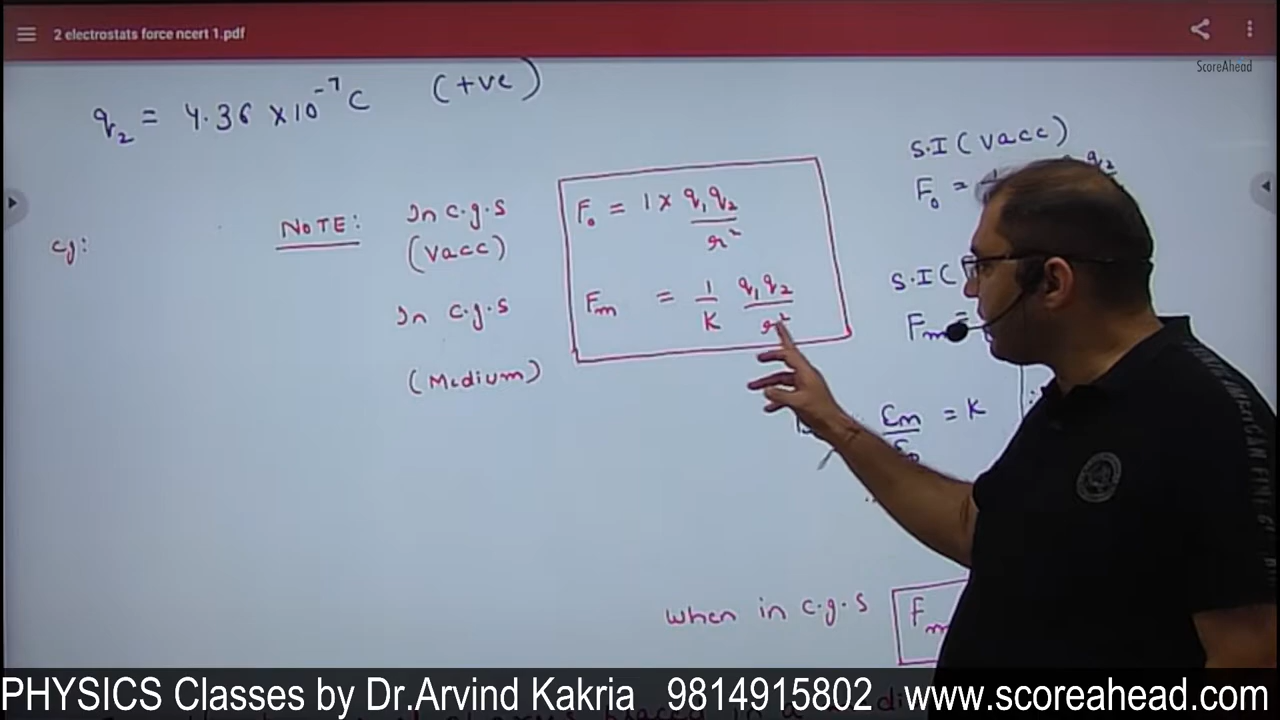 2 electrostats force ncert 1.pdf
ScoreAhead
q₂ = 4.36 ×10⁻⁷ C (+ve)
S.I (Vacc)
F₀ =
q₂
NOTE: In c.g.s
(Vacc)
F₀ = 1 × q₁q₂/r²
eg:
In c.g.s
(Medium)
Fm = 1/K q₁q₂/r²
S.I (
Fm =
εm/ε₀ = K
When in c.g.s
Fm
PHYSICS Classes by Dr.Arvind Kakria 9814915802 www.scoreahead.com